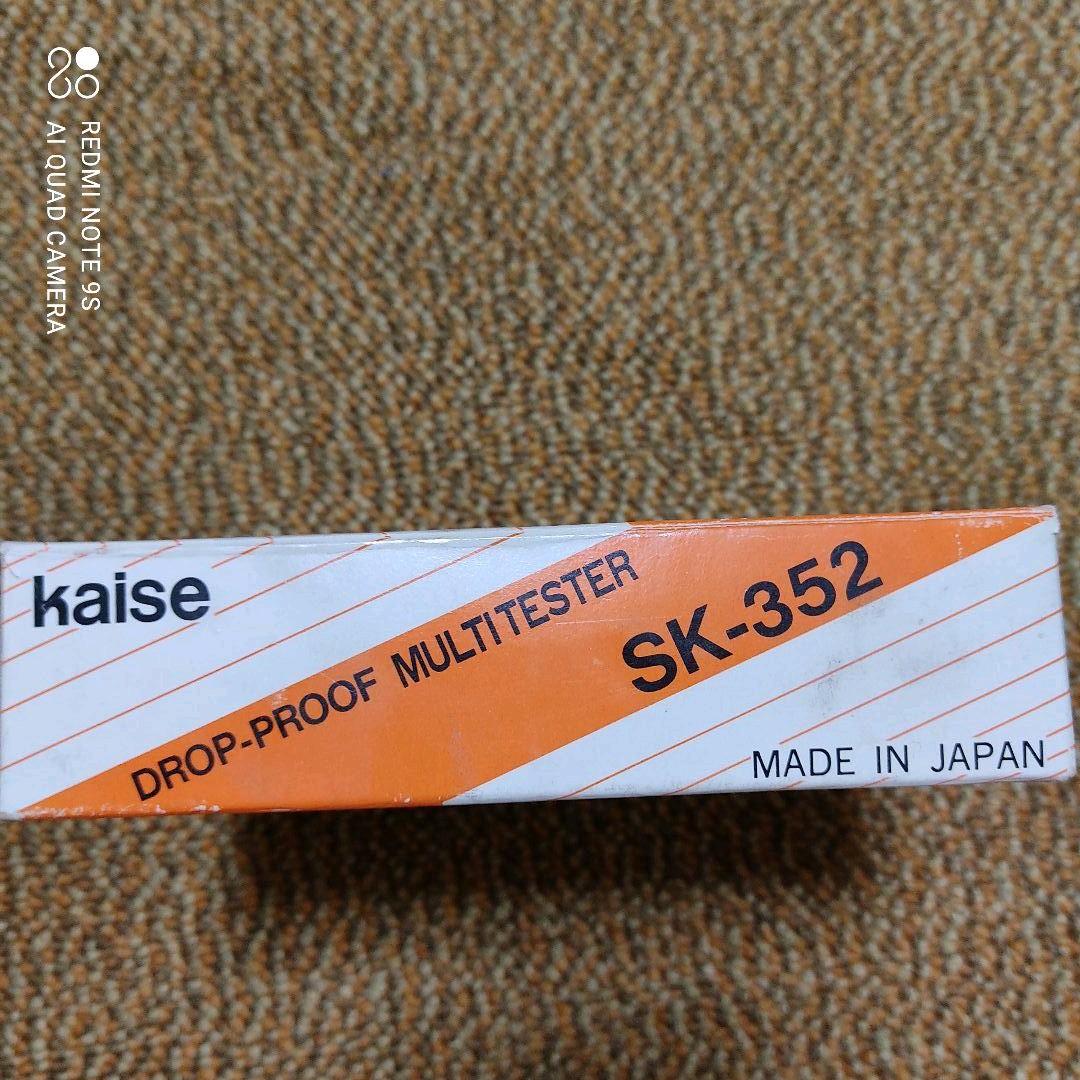 REDMI NOTE 9S
AI QUAD CAMERA
kaise
DROP-PROOF MULTITESTER
SK-352
MADE IN JAPAN